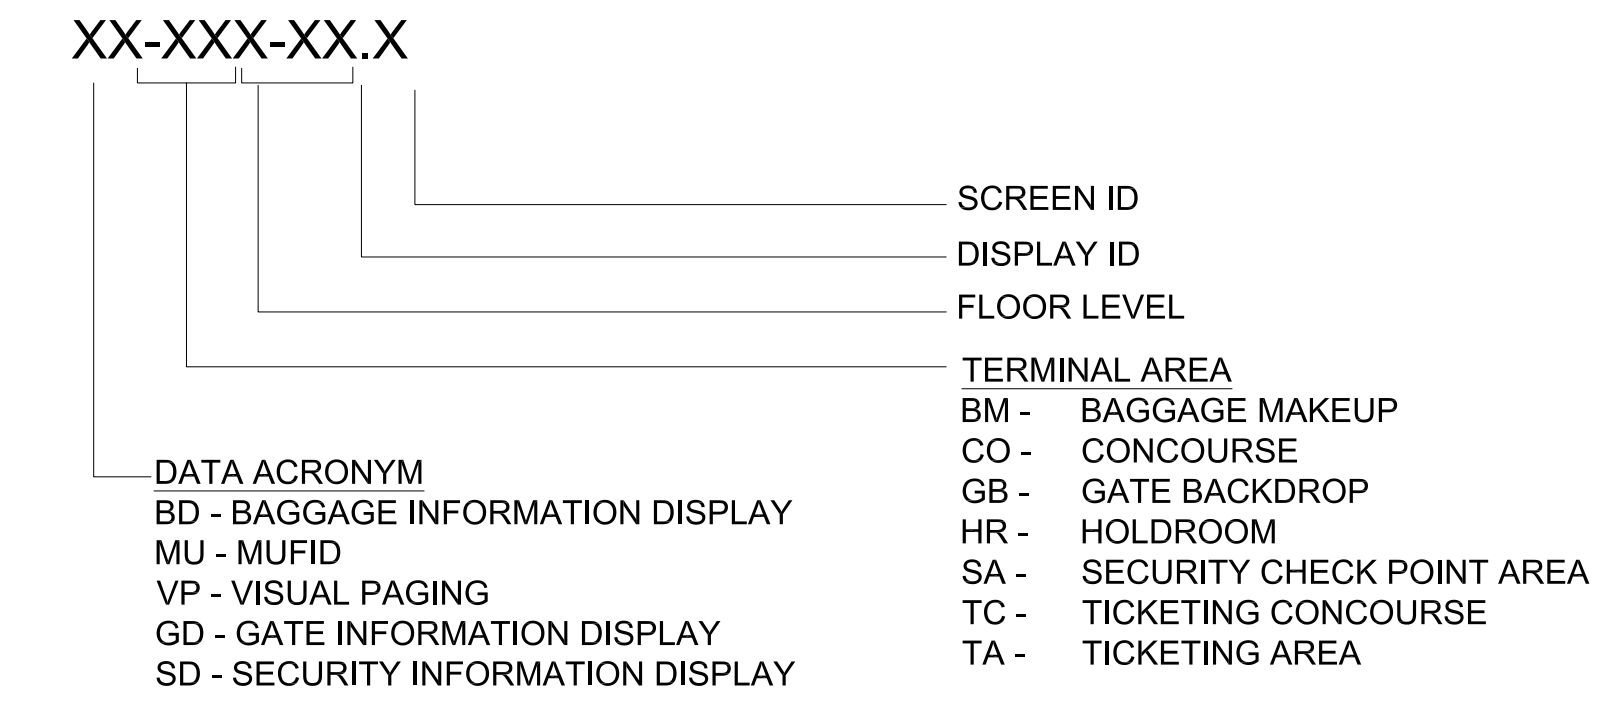 XX-XXX-XX.X
SCREEN ID
DISPLAY ID
FLOOR LEVEL
TERMINAL AREA
BM - BAGGAGE MAKEUP
CO - CONCOURSE
GB - GATE BACKDROP
HR - HOLDROOM
SA - SECURITY CHECK POINT AREA
TC - TICKETING CONCOURSE
TA - TICKETING AREA
DATA ACRONYM
BD - BAGGAGE INFORMATION DISPLAY
MU - MUFID
VP - VISUAL PAGING
GD - GATE INFORMATION DISPLAY
SD - SECURITY INFORMATION DISPLAY